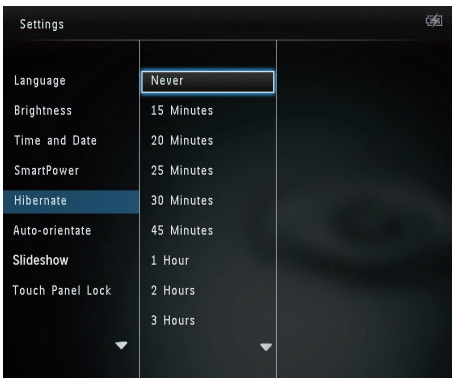 Settings
Language
Brightness
Time and Date
SmartPower
Hibernate
Auto-orientate
Slideshow
Touch Panel Lock
Never
15 Minutes
20 Minutes
25 Minutes
30 Minutes
45 Minutes
1 Hour
2 Hours
3 Hours